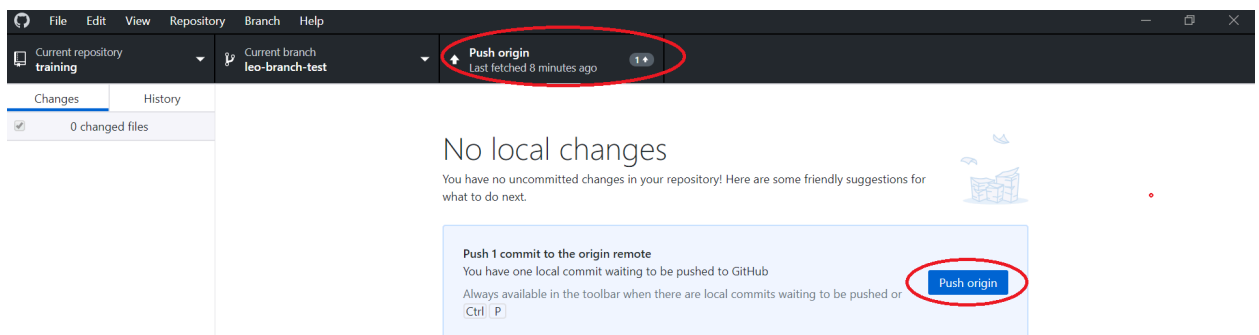 File Edit View Repository Branch Help
Current repository
training
Current branch
leo-branch-test
Push origin
Last fetched 8 minutes ago
1
Changes History
0 changed files
No local changes
You have no uncommitted changes in your repository! Here are some friendly suggestions for
what to do next.
Push 1 commit to the origin remote
You have one local commit waiting to be pushed to GitHub
Always available in the toolbar when there are local commits waiting to be pushed or
Ctrl P
Push origin